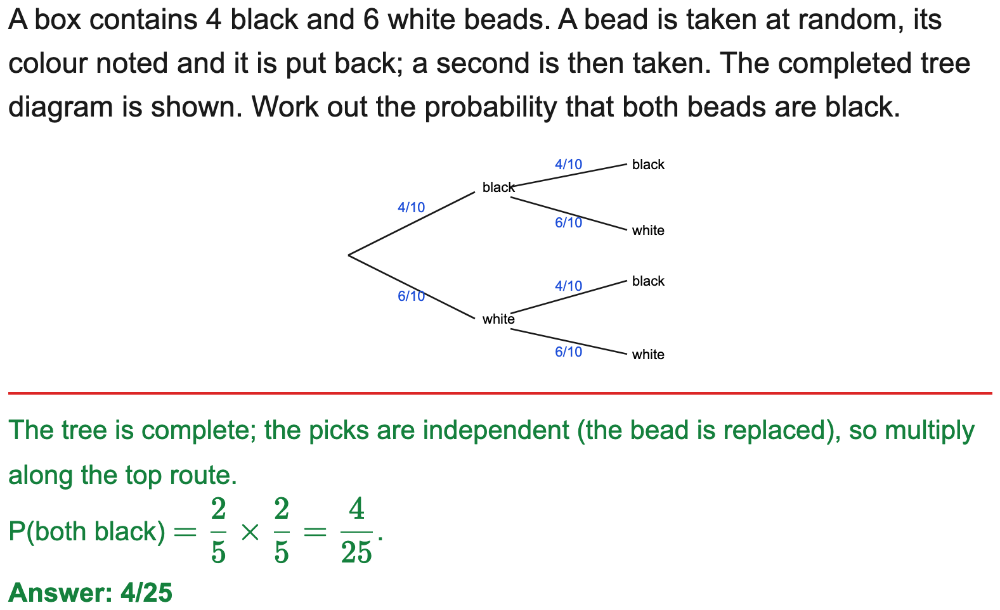 A box contains 4 black and 6 white beads. A bead is taken at random, its
colour noted and it is put back; a second is then taken. The completed tree
diagram is shown. Work out the probability that both beads are black.
4/10 black
black
4/10
6/10
white
4/10 black
6/10
white
6/10
white
The tree is complete; the picks are independent (the bead is replaced), so multiply
along the top route.
P(both black) = 2/5 × 2/5 = 4/25.
Answer: 4/25